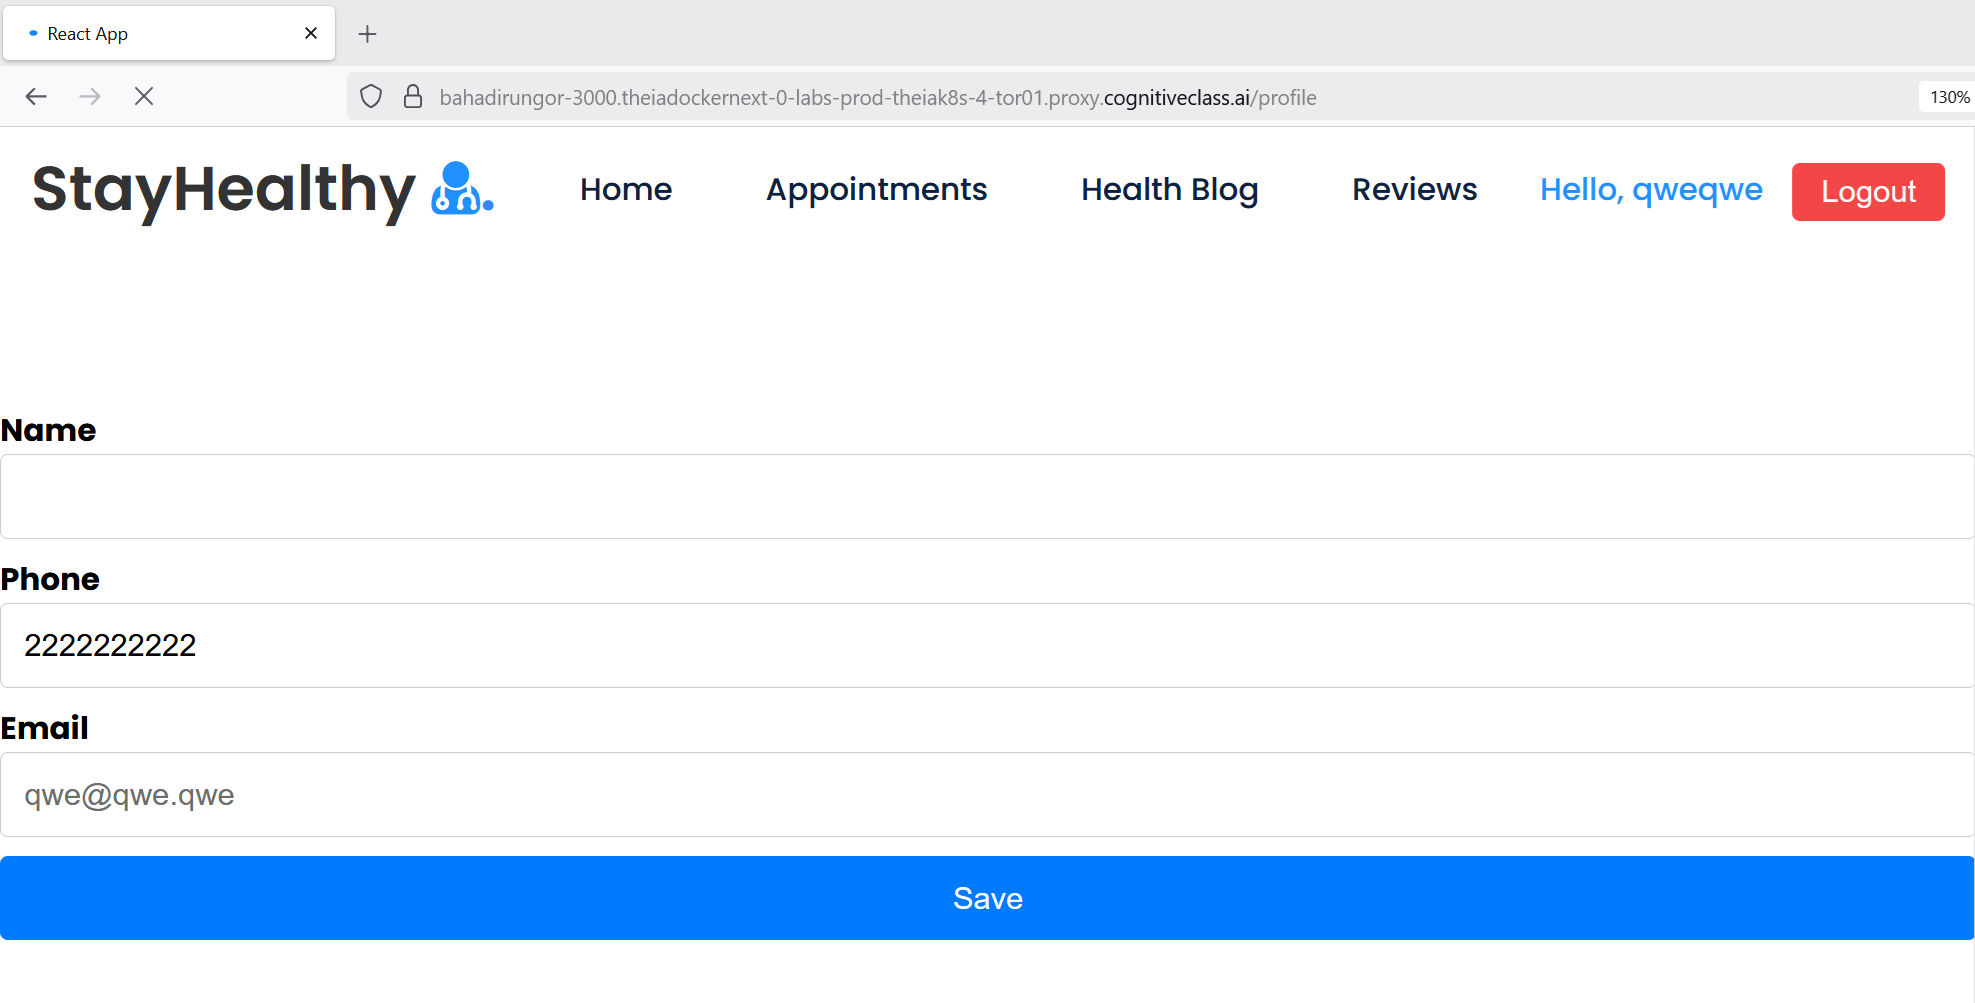 React App
bahadirungor-3000.theiadockernext-0-labs-prod-theiak8s-4-tor01.proxy.cognitiveclass.ai/profile 130%
StayHealthy . Home Appointments Health Blog Reviews Hello, qweqwe Logout
Name
Phone
2222222222
Email
qwe@qwe.qwe
Save